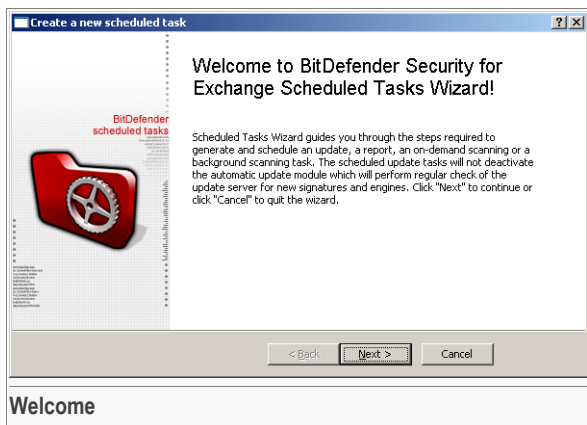 Create a new scheduled task
Welcome to BitDefender Security for
Exchange Scheduled Tasks Wizard!
BitDefender
scheduled tasks
Scheduled Tasks Wizard guides you through the steps required to
generate and schedule an update, a report, an on-demand scanning or a
background scanning task. The scheduled update tasks will not deactivate
the automatic update module which will perform regular check of the
update server for new signatures and engines. Click "Next" to continue or
click "Cancel" to quit the wizard.
< Back
Next >
Cancel
Welcome